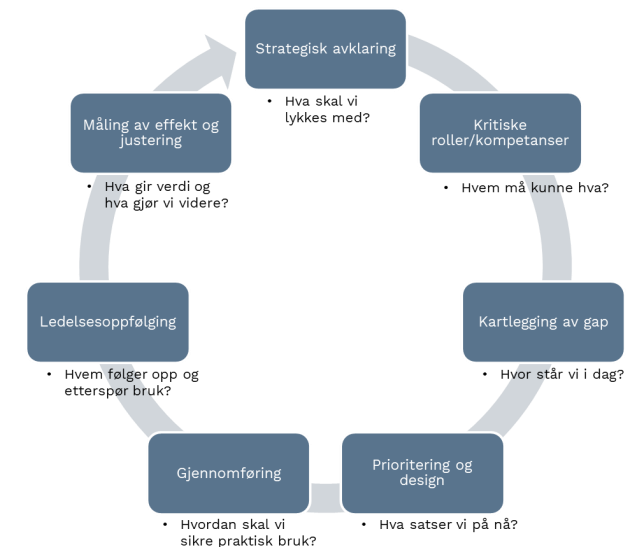 Strategisk avklaring
• Hva skal vi
lykkes med?
Kritiske
roller/kompetanser
• Hvem må kunne hva?
Kartlegging av gap
• Hvor står vi i dag?
Prioritering og
design
• Hva satser vi på nå?
Gjennomføring
• Hvordan skal vi
sikre praktisk bruk?
Ledelsesoppfølging
• Hvem følger opp og
etterspør bruk?
Måling av effekt og
justering
• Hva gir verdi og
hva gjør vi videre?